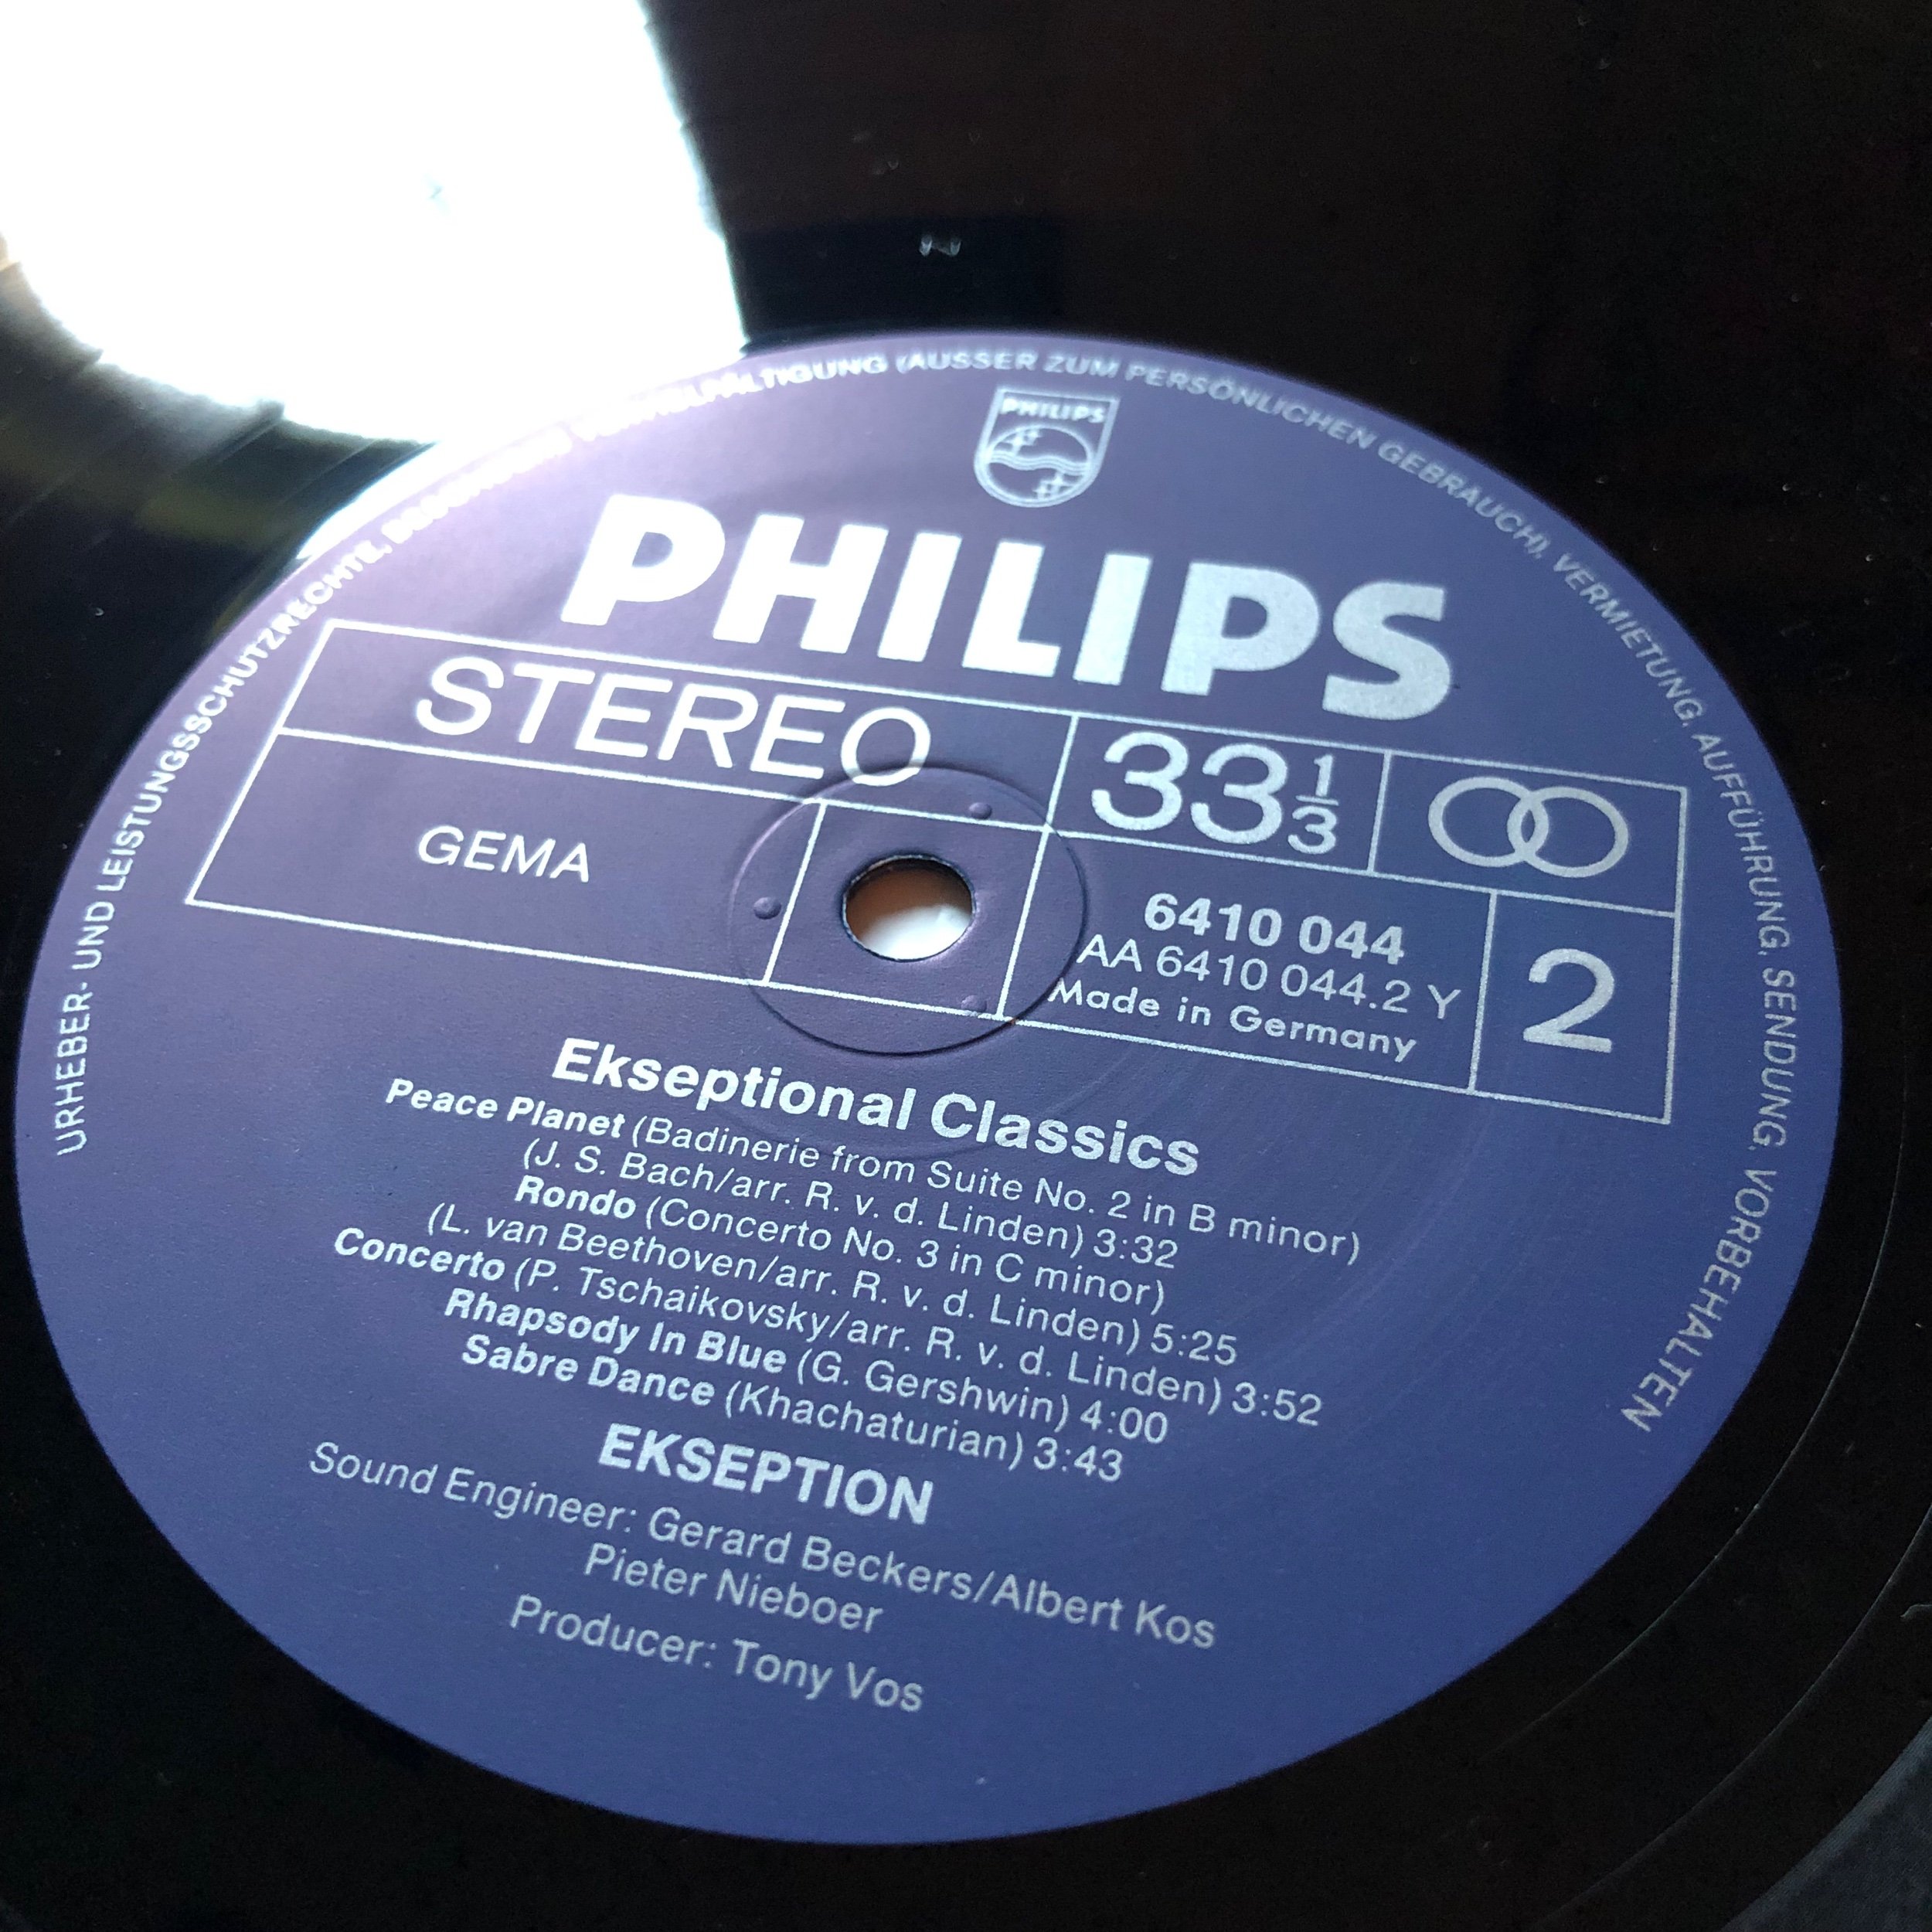 URHEBER- UND LEISTUNGSSCHUTZRECHTE, (AUSSER ZUM PERSÖNLICHEN GEBRAUCH), VERMIETUNG, AUFFÜHRUNG, SENDUNG, VORBEHALTEN
PHILIPS
PHILIPS
STEREO
33 1/3
GEMA
6410 044
AA 6410 044.2 Y
Made in Germany
2
Ekseptional Classics
Peace Planet (Badinerie from Suite No. 2 in B minor)
(J. S. Bach/arr. R. v. d. Linden) 3:32
Rondo (Concerto No. 3 in C minor)
(L. van Beethoven/arr. R. v. d. Linden) 5:25
Concerto (P. Tschaikovsky/arr. R. v. d. Linden) 3:52
Rhapsody In Blue (G. Gershwin) 4:00
Sabre Dance (Khachaturian) 3:43
EKSEPTION
Sound Engineer: Gerard Beckers/Albert Kos
Pieter Nieboer
Producer: Tony Vos